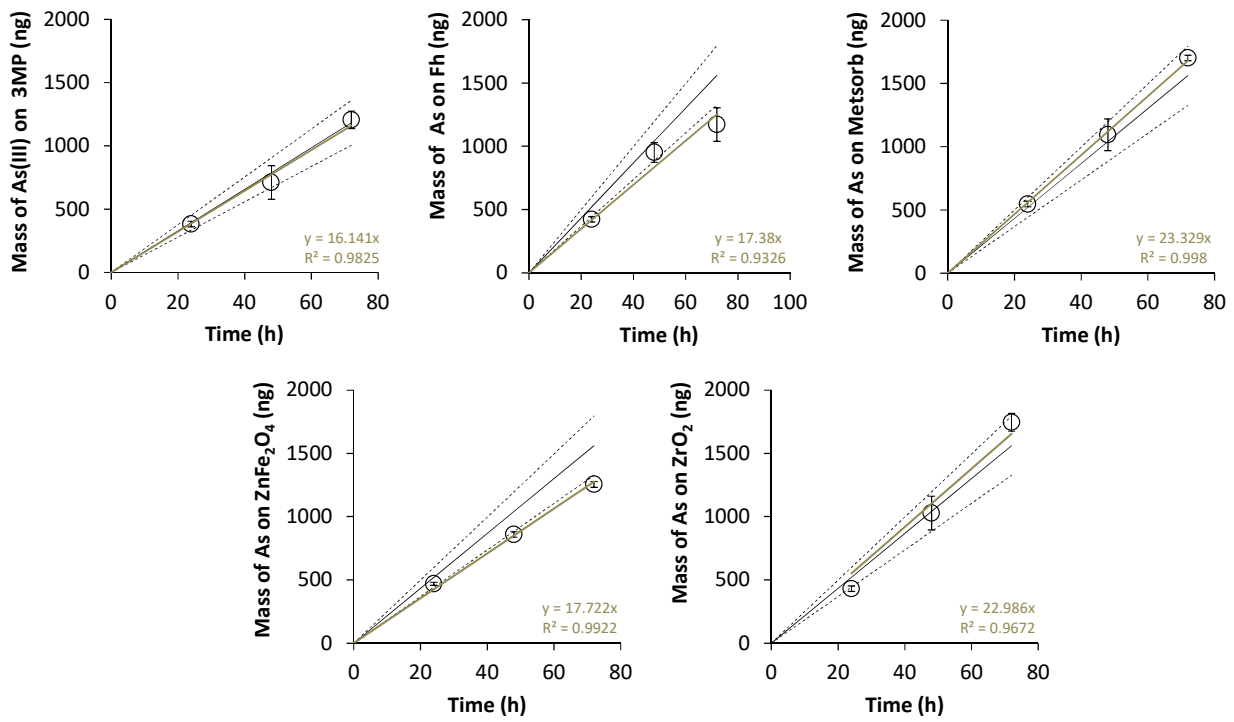 Mass of As(III) on 3MP (ng)
2000
1500
1000
500
0
0 20 40 60 80
Time (h)
y = 16.141x
R² = 0.9825
Mass of As on Fh (ng)
2000
1500
1000
500
0
0 20 40 60 80 100
Time (h)
y = 17.38x
R² = 0.9326
Mass of As on Metsorb (ng)
2000
1500
1000
500
0
0 20 40 60 80
Time (h)
y = 23.329x
R² = 0.998
Mass of As on ZnFe₂O₄ (ng)
2000
1500
1000
500
0
0 20 40 60 80
Time (h)
y = 17.722x
R² = 0.9922
Mass of As on ZrO₂ (ng)
2000
1500
1000
500
0
0 20 40 60 80
Time (h)
y = 22.986x
R² = 0.9672